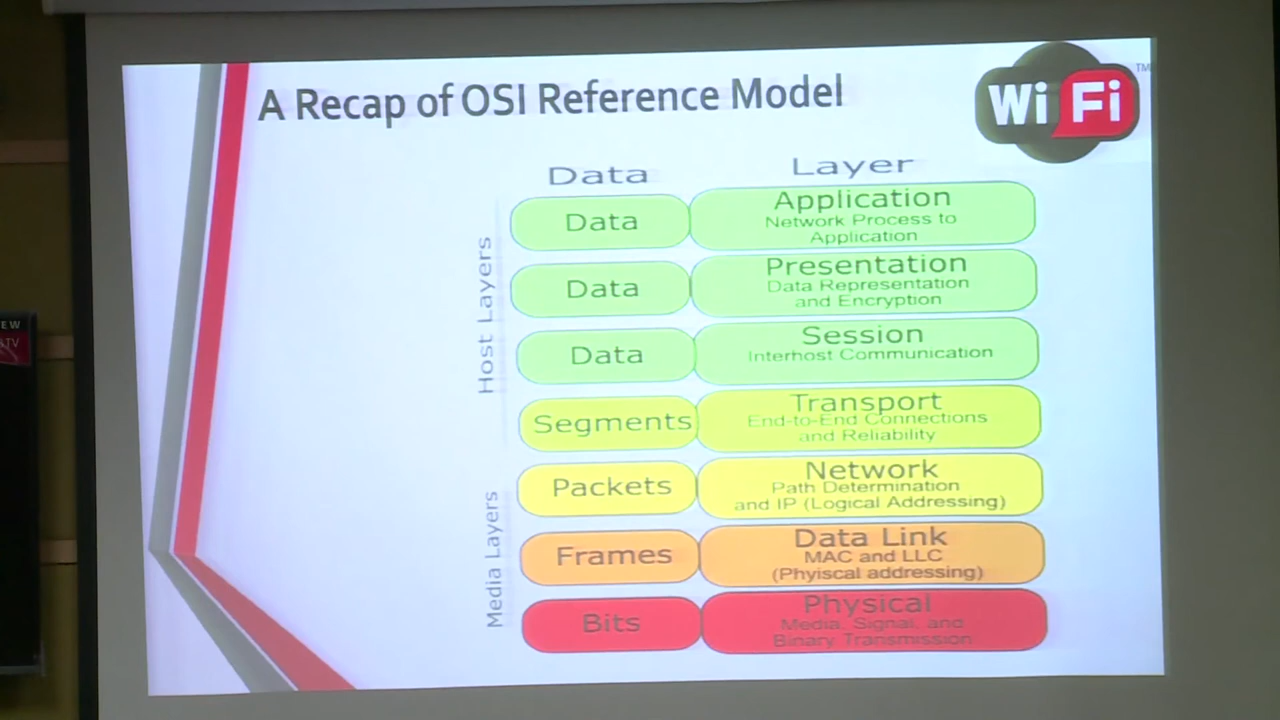 A Recap of OSI Reference Model
Wi Fi
TM
Data
Layer
Host Layers
Data
Application
Network Process to
Application
Data
Presentation
Data Representation
and Encryption
Data
Session
Interhost Communication
Segments
Transport
End-to-End Connections
and Reliability
Media Layers
Packets
Network
Path Determination
and IP (Logical Addressing)
Frames
Data Link
MAC and LLC
(Phyiscal addressing)
Bits
Physical
Media, Signal, and
Binary Transmission